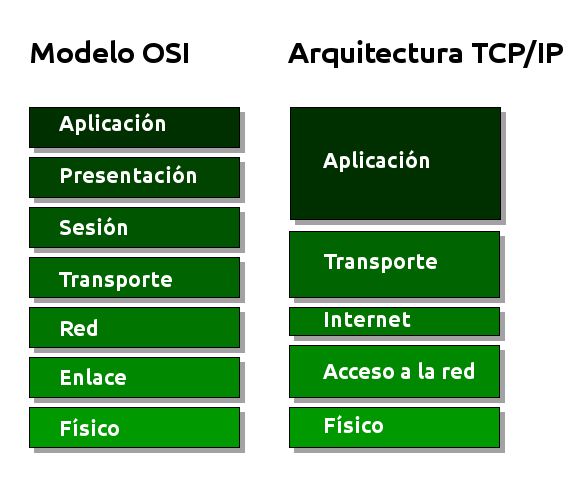 Modelo OSI
Aplicación
Presentación
Sesión
Transporte
Red
Enlace
Físico
Arquitectura TCP/IP
Aplicación
Transporte
Internet
Acceso a la red
Físico